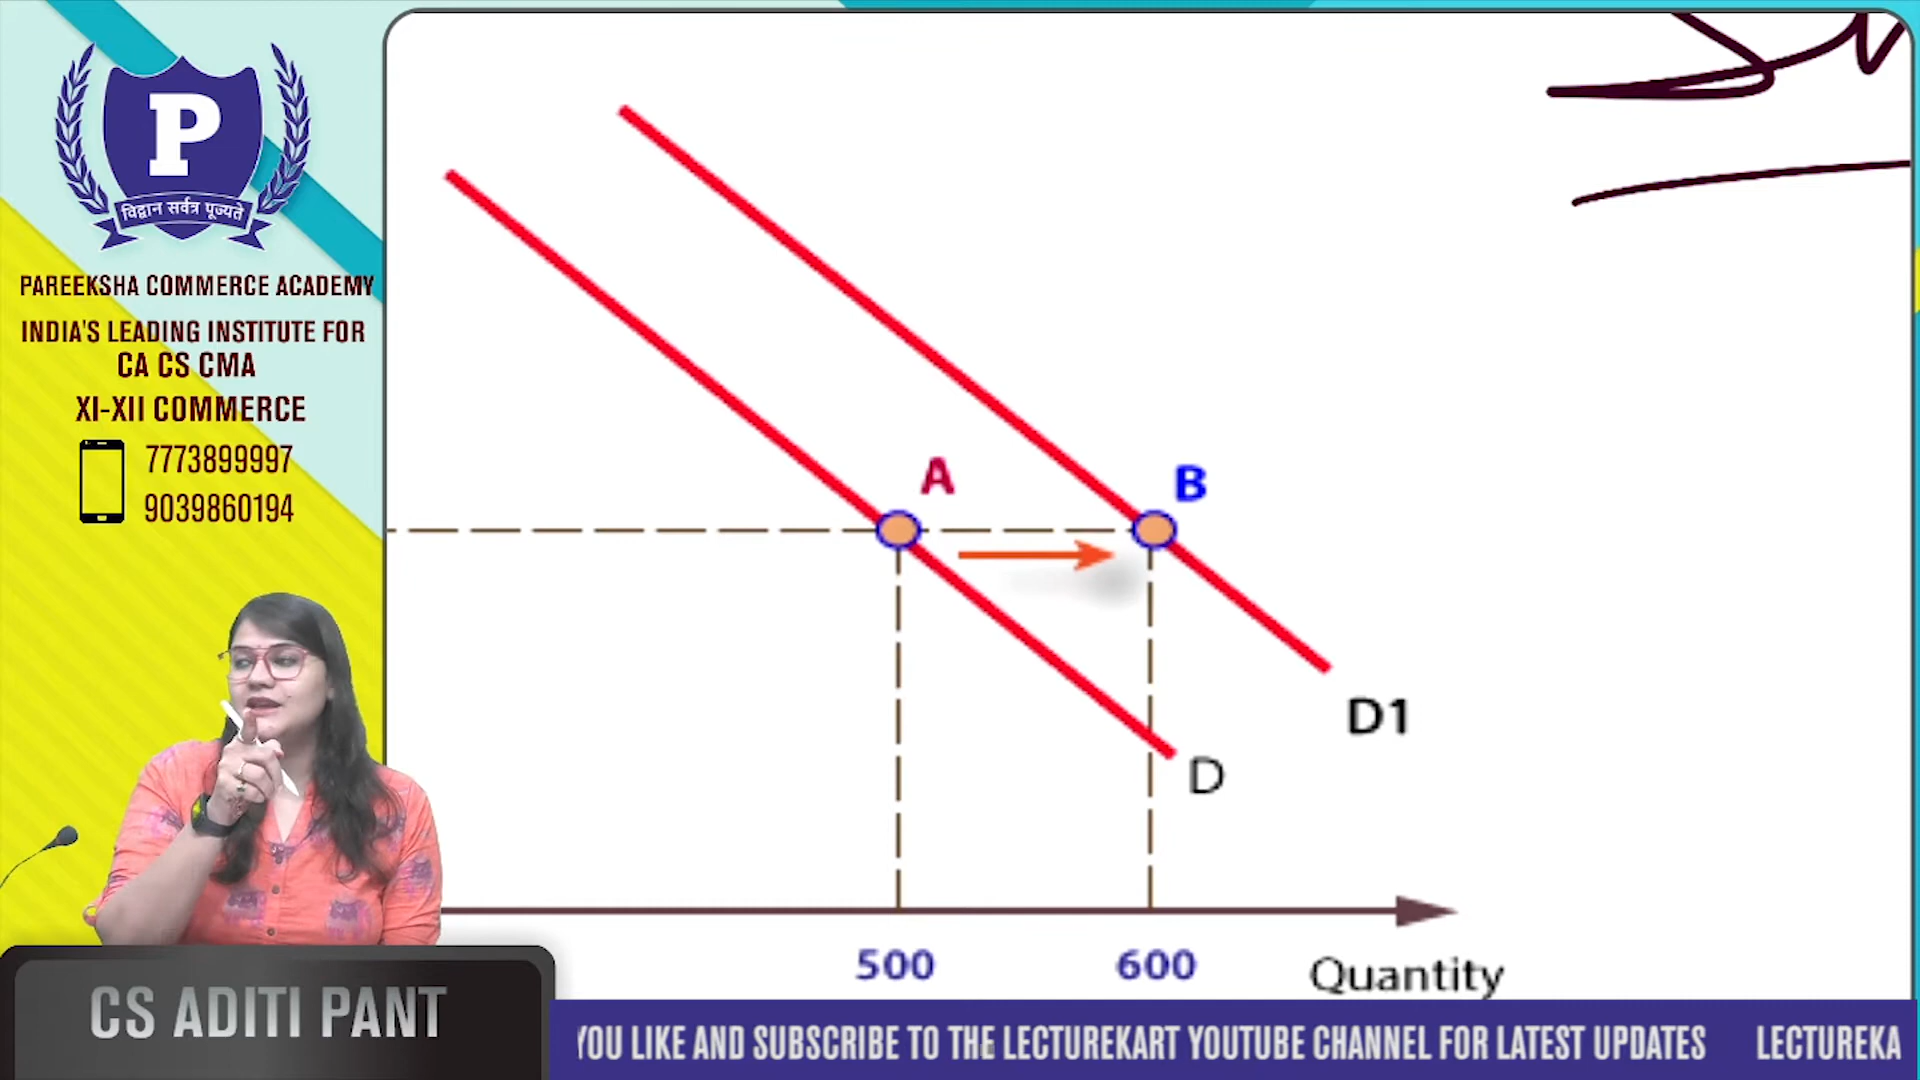 P
विद्वान सर्वत्र पूज्यते
PAREEKSHA COMMERCE ACADEMY
INDIA'S LEADING INSTITUTE FOR
CA CS CMA
XI-XII COMMERCE
7773899997
9039860194
A
B
D1
D
500
600
Quantity
CS ADITI PANT
YOU LIKE AND SUBSCRIBE TO THE LECTUREKART YOUTUBE CHANNEL FOR LATEST UPDATES LECTUREKA